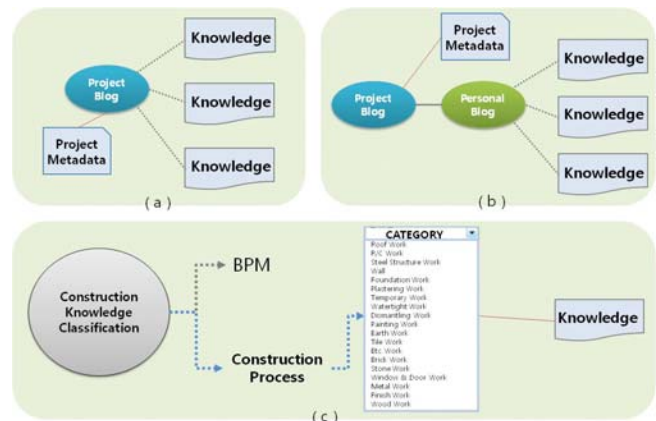 Project
Blog
Project
Metadata
Knowledge
Knowledge
Knowledge
( a )
Project
Metadata
Project
Blog
Personal
Blog
Knowledge
Knowledge
Knowledge
( b )
Construction
Knowledge
Classification
BPM
Construction
Process
CATEGORY
Roof Work
P/C Work
Steel Structure Work
Wall
Foundation Work
Plastering Work
Temporary Work
Watertight Work
Domantling Work
Painting Work
Earth Work
Tile Work
Etc Work
Brick Work
Stone Work
Window & Door Work
Metal Work
Finish Work
Wood Work
Knowledge
( c )